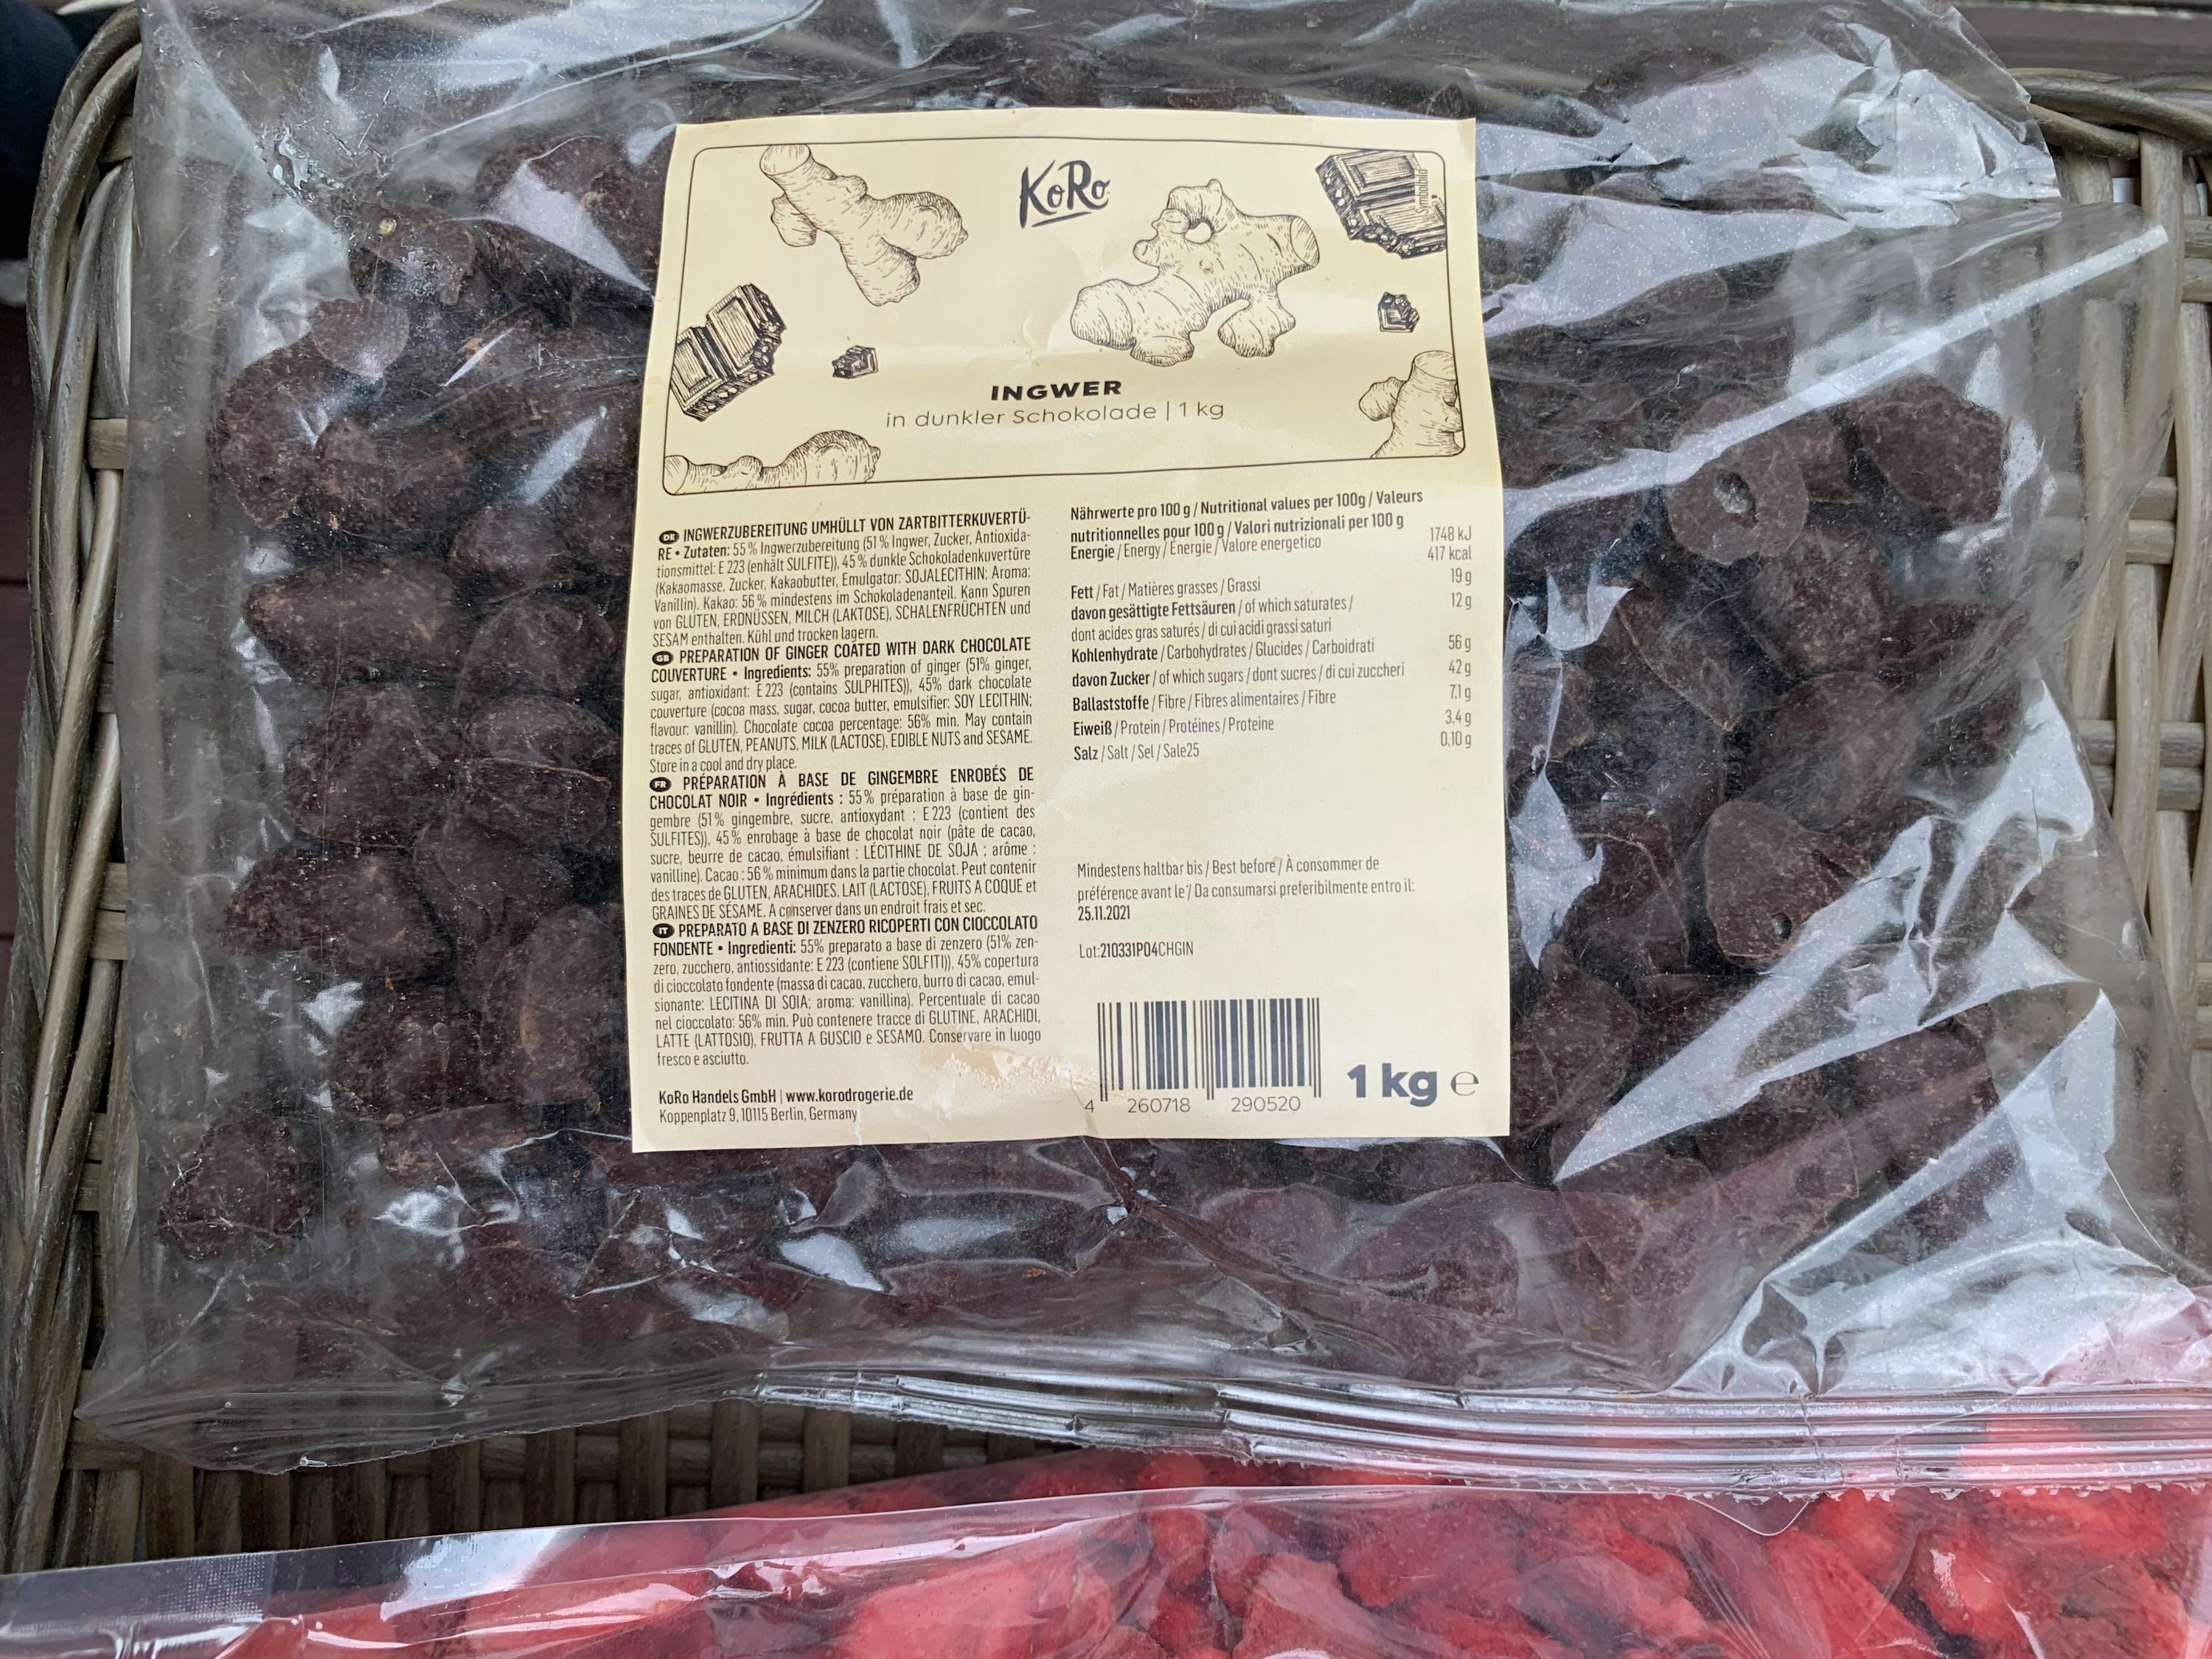 KoRo
Symbolbild
INGWER
in dunkler Schokolade | 1 kg
DE INGWERZUBEREITUNG UMHÜLLT VON ZARTBITTERKUVERTÜ-
RE • Zutaten: 55% Ingwerzubereitung (51% Ingwer, Zucker, Antioxida-
tionsmittel: E 223 (enhält SULFITE)), 45% dunkle Schokoladenkuvertüre
(Kakaomasse, Zucker, Kakaobutter, Emulgator: SOJALECITHIN; Aroma:
Vanillin). Kakao: 56% mindestens im Schokoladenanteil. Kann Spuren
von GLUTEN, ERDNÜSSEN, MILCH (LAKTOSE), SCHALENFRÜCHTEN und
SESAM enthalten. Kühl und trocken lagern.
GB PREPARATION OF GINGER COATED WITH DARK CHOCOLATE
COUVERTURE • Ingredients: 55% preparation of ginger (51% ginger,
sugar, antioxidant: E 223 (contains SULPHITES)), 45% dark chocolate
couverture (cocoa mass, sugar, cocoa butter, emulsifier: SOY LECITHIN;
flavour: vanillin). Chocolate cocoa percentage: 56% min. May contain
traces of GLUTEN, PEANUTS, MILK (LACTOSE), EDIBLE NUTS and SESAME.
Store in a cool and dry place.
FR PRÉPARATION À BASE DE GINGEMBRE ENROBÉS DE
CHOCOLAT NOIR • Ingrédients : 55% préparation à base de gin-
gembre (51% gingembre, sucre, antioxydant : E 223 (contient des
SULFITES)), 45% enrobage à base de chocolat noir (pâte de cacao,
sucre, beurre de cacao, émulsifiant : LÉCITHINE DE SOJA ; arôme :
vanilline). Cacao : 56% minimum dans la partie chocolat. Peut contenir
des traces de GLUTEN, ARACHIDES, LAIT (LACTOSE), FRUITS A COQUE et
GRAINES DE SÉSAME. A conserver dans un endroit frais et sec.
IT PREPARATO A BASE DI ZENZERO RICOPERTI CON CIOCCOLATO
FONDENTE • Ingredienti: 55% preparato a base di zenzero (51% zen-
zero, zucchero, antiossidante: E 223 (contiene SOLFITI)), 45% copertura
di cioccolato fondente (massa di cacao, zucchero, burro di cacao, emul-
sionante: LECITINA DI SOIA; aroma: vanillina). Percentuale di cacao
nel cioccolato: 56% min. Può contenere tracce di GLUTINE, ARACHIDI,
LATTE (LATTOSIO), FRUTTA A GUSCIO e SESAMO. Conservare in luogo
fresco e asciutto.
KoRo Handels GmbH | www.korodrogerie.de
Koppenplatz 9, 10115 Berlin, Germany
Nährwerte pro 100 g / Nutritional values per 100g / Valeurs
nutritionnelles pour 100 g / Valori nutrizionali per 100 g
Energie / Energy / Énergie / Valore energetico 1748 kJ
417 kcal
Fett / Fat / Matières grasses / Grassi 19 g
davon gesättigte Fettsäuren / of which saturates / 12 g
dont acides gras saturés / di cui acidi grassi saturi
Kohlenhydrate / Carbohydrates / Glucides / Carboidrati 56 g
davon Zucker / of which sugars / dont sucres / di cui zuccheri 42 g
Ballaststoffe / Fibre / Fibres alimentaires / Fibre 7.1 g
Eiweiß / Protein / Protéines / Proteine 3.4 g
Salz / Salt / Sel / Sale25 0,10 g
Mindestens haltbar bis / Best before / À consommer de
préférence avant le / Da consumarsi preferibilmente entro il:
25.11.2021
Lot:210331P04CHGIN
4 260718 290520
1 kg e